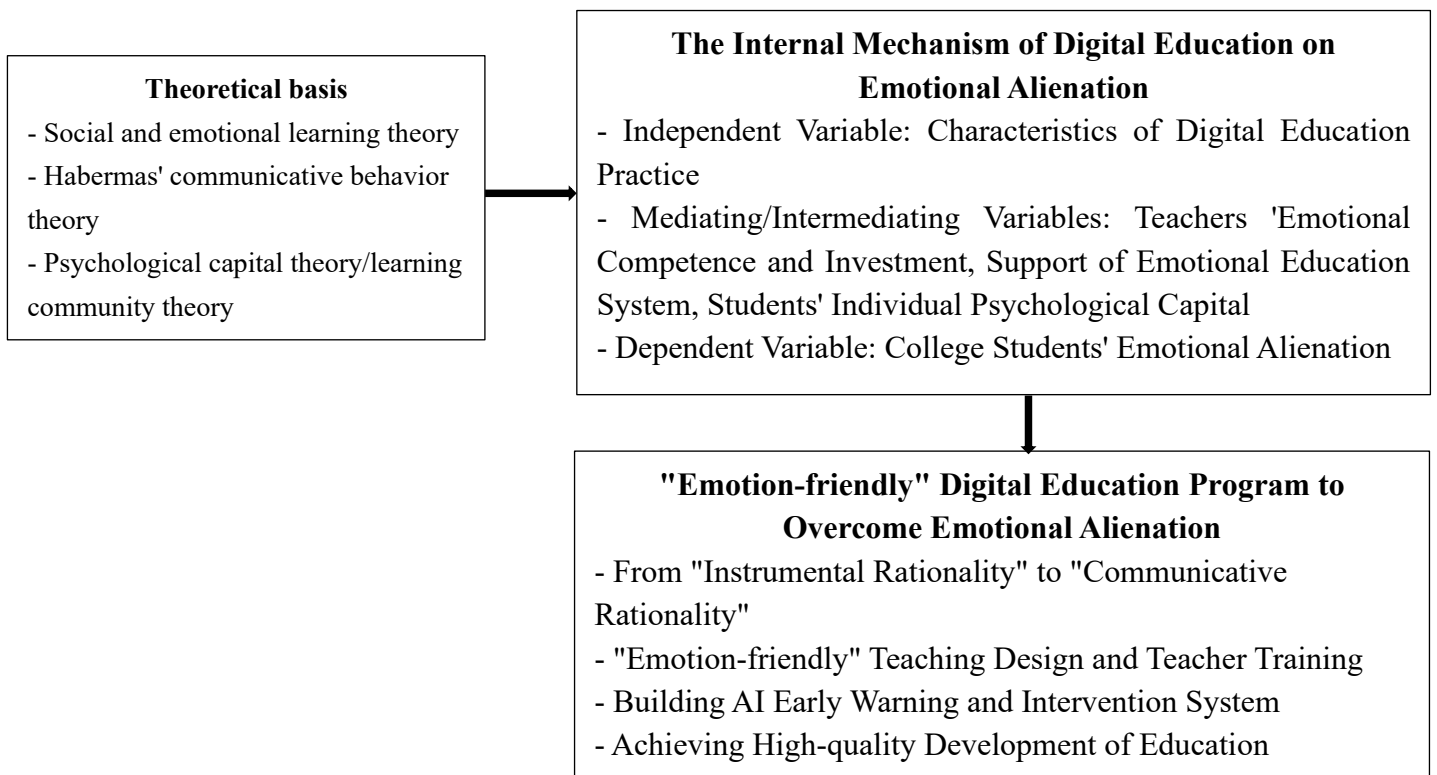 Theoretical basis
- Social and emotional learning theory
- Habermas' communicative behavior
theory
- Psychological capital theory/learning
community theory
The Internal Mechanism of Digital Education on
Emotional Alienation
- Independent Variable: Characteristics of Digital Education
Practice
- Mediating/Intermediating Variables: Teachers 'Emotional
Competence and Investment, Support of Emotional Education
System, Students' Individual Psychological Capital
- Dependent Variable: College Students' Emotional Alienation
"Emotion-friendly" Digital Education Program to
Overcome Emotional Alienation
- From "Instrumental Rationality" to "Communicative
Rationality"
- "Emotion-friendly" Teaching Design and Teacher Training
- Building AI Early Warning and Intervention System
- Achieving High-quality Development of Education